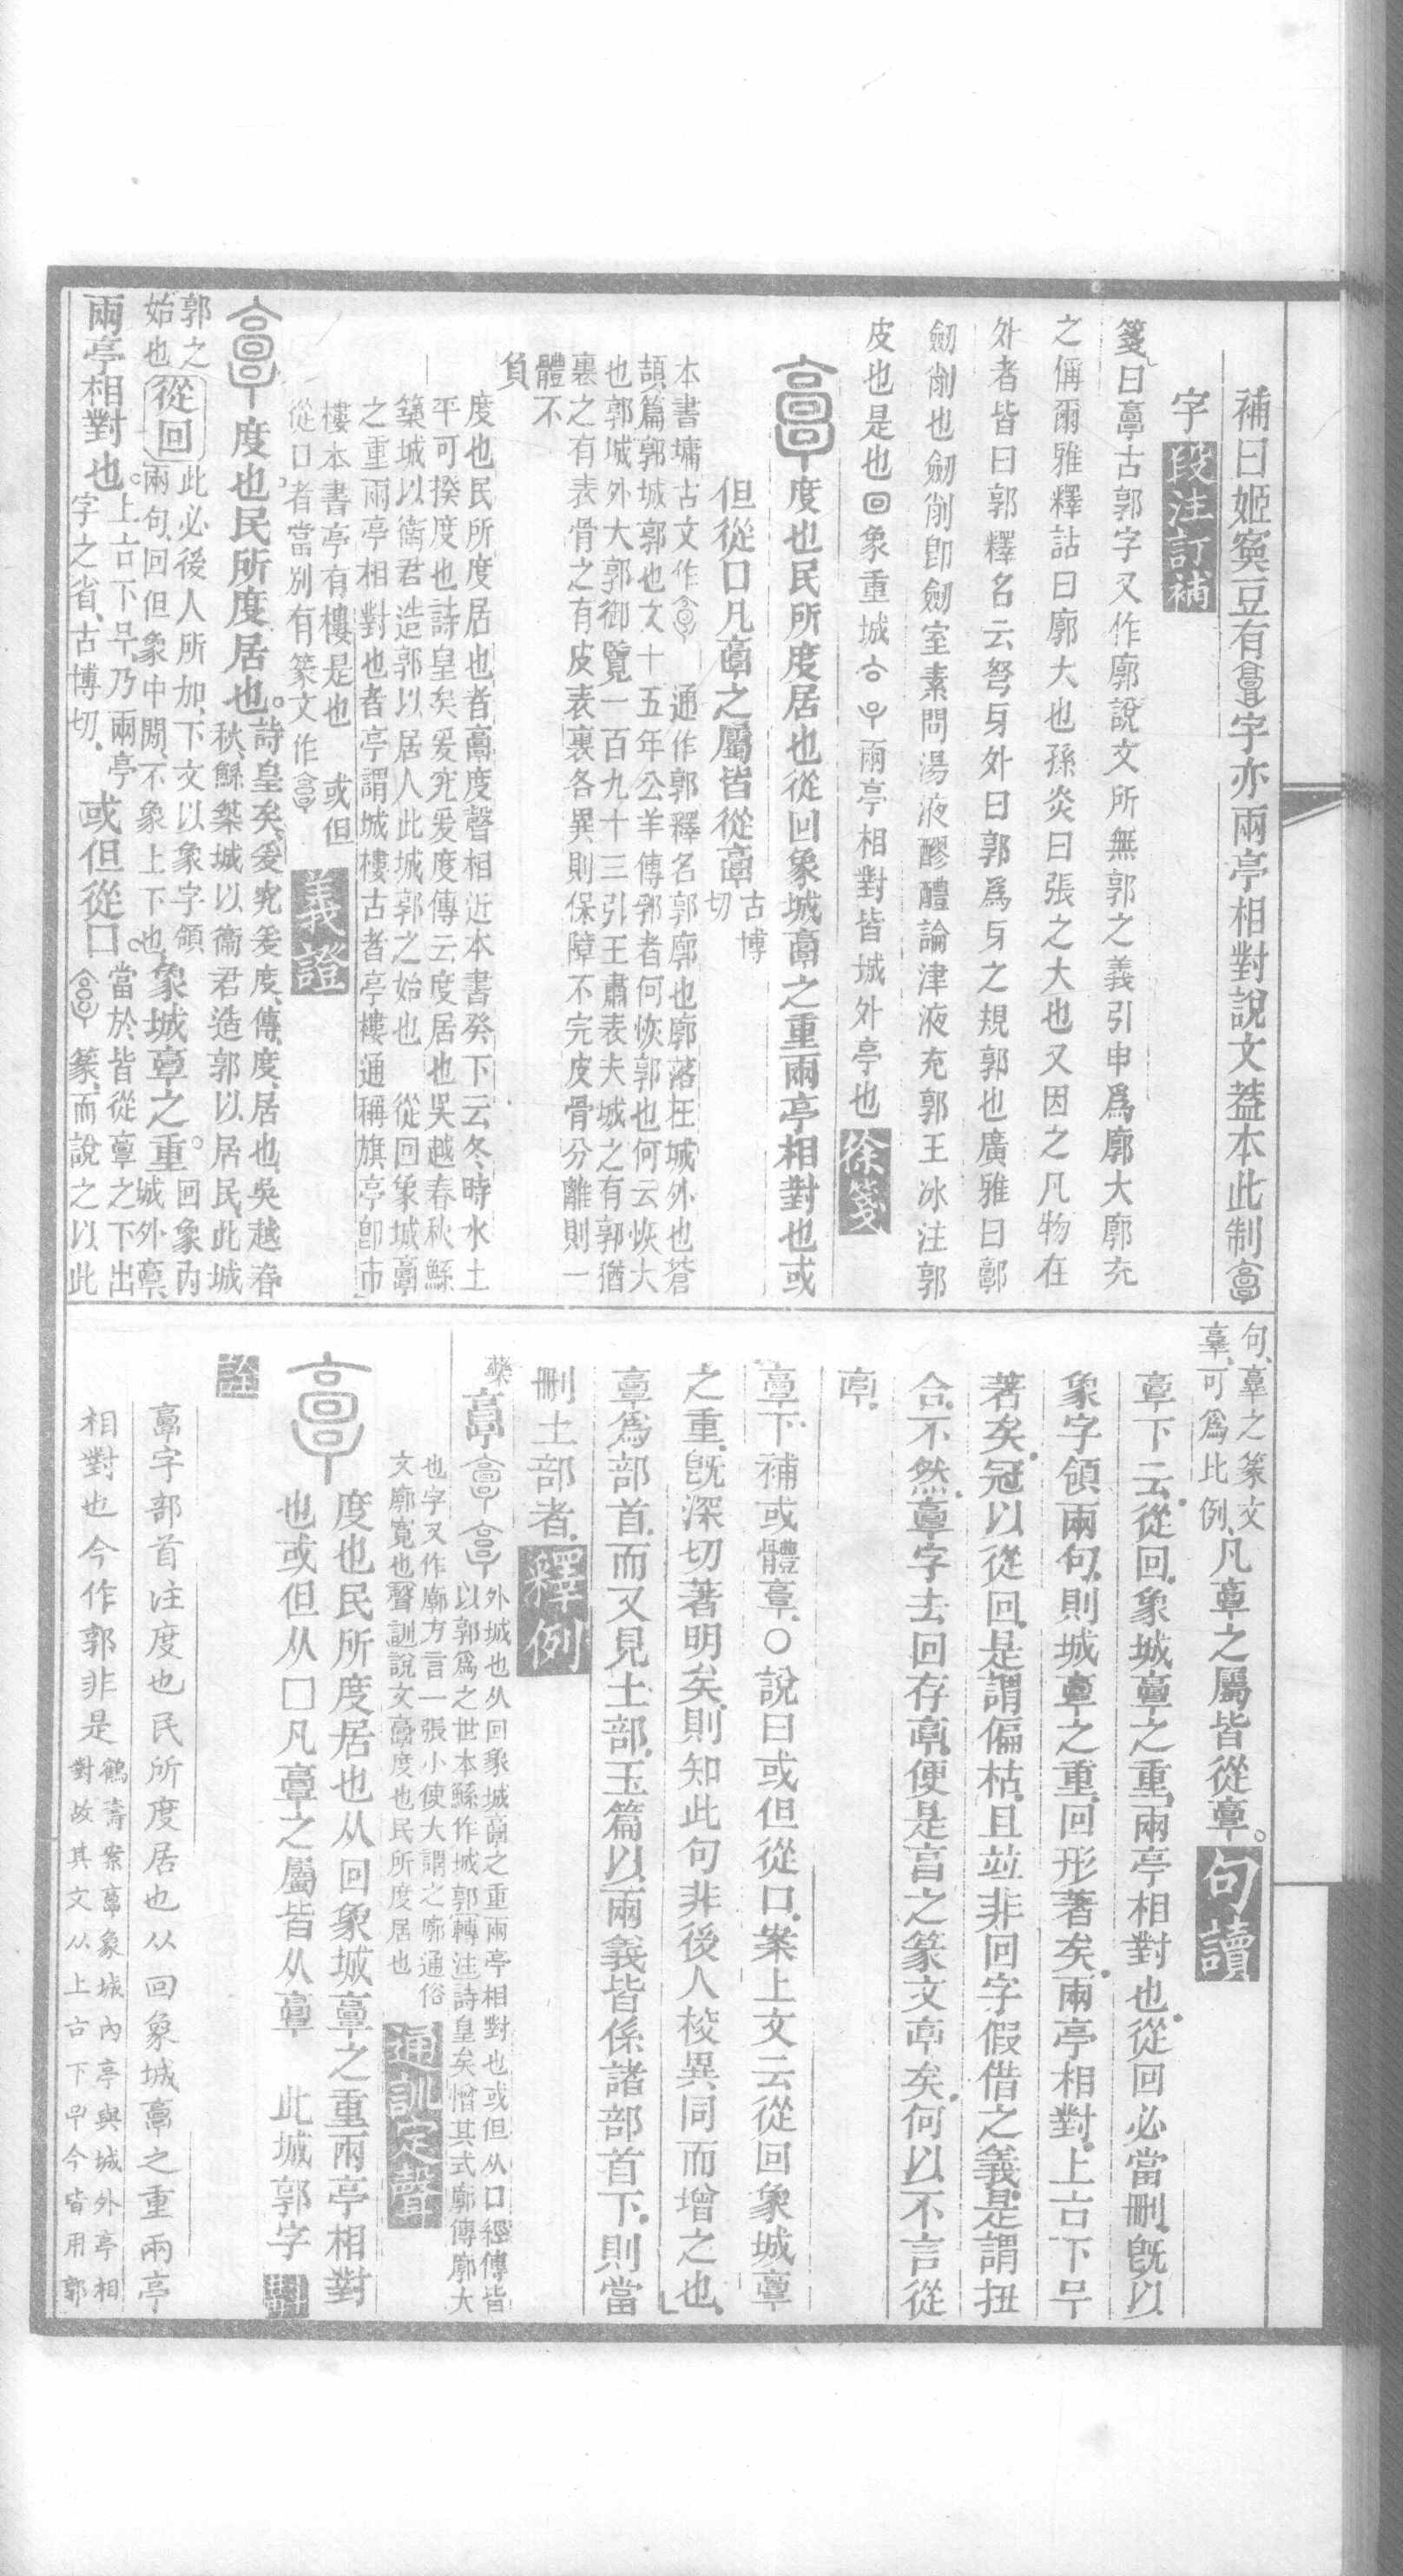 補曰姬寏豆有𩫖字亦兩亭相對說文蓋本此制𩫏
字 段注訂補
箋曰𩫏古郭字又作廓說文所無郭之義引申爲廓大廓充
之偁爾雅釋詁曰廓大也孫炎曰張之大也又因之凡物在
外者皆曰郭釋名云弩牙外曰郭爲牙之規郭也廣雅曰鄣
劒削也劒削卽劒室素問湯液醪醴論津液充郭王冰注郭
皮也是也回象重城兩亭相對皆城外亭也 徐箋
度也民所度居也從回象城𩫏之重兩亭相對也或
但從口凡𩫏之屬皆從𩫏 古博切
本書墉古文作𩫏 通作郭釋名郭廓也廓落在城外也蒼
頡篇郭城郭也文十五年公羊傳郛者何恢郭也何云恢大
也郭城外大郭御覽一百九十三引王肅表夫城之有郭猶
裏之有表骨之有皮表裏各異則保障不完皮骨分離則一
體不
負
度也民所度居也者𩫏度聲相近本書癸下云冬時水土
平可揆度也詩皇矣爰究爰度傳云度居也吳越春秋鯀
築城以衞君造郭以居人此城郭之始也 從回象城𩫏
之重兩亭相對也者亭謂城樓古者亭樓通稱旗亭卽市
樓本書亭有樓是也 或但
從口者當別有篆文作𩫏 義證
𩫏度也民所度居也。詩皇矣、爰究爰度、傳、度、居也、吳越春
秋、鯀築城以衞君造郭以居民此城
郭之
始也 從回 此必後人所加、下文以象字領
兩句、回但象中閒、不象上下也、象城𩫏之重。回象內
城外𩫏、
兩亭相對也。上𠅃下𠅃乃兩亭
字之省、古博切、或但從口。當於皆從𩫏之下出
𩫏篆、而說之以此
句、𩫏之篆文
𩫏、可爲比例、凡𩫏之屬皆從𩫏。 句讀
𩫏下云、從回、象城𩫏之重、兩亭相對也、從回必當刪、旣以
象字領兩句、則城𩫏之重、回形著矣、兩亭相對、上𠅃下
著矣、冠以從回、是謂偏枯、且竝非回字假借之義、是謂扭
合、不然、𩫏字去回存𩫏、便是亯之篆文𩫏矣、何以不言從
𩫏、
𩫏下、補或體𩫏、〇說曰或但從口、案上文云從回象城𩫏
之重、旣深切著明矣、則知此句非後人校異同而增之也、
𩫏爲部首、而又見土部、玉篇以兩義皆係諸部首下、則當
刪土部者、 釋例
𩫏𩫏𩫏 外城也从回象城𩫏之重兩亭相對也或但从口經傳皆
以郭爲之世本鯀作城郭轉注詩皇矣憎其式廓傳廓大
也字又作廓方言一張小使大謂之廓通俗
文廓寬也聲訓說文𩫏度也民所度居也 通訓定聲
𩫏 度也民所度居也从回象城𩫏之重兩亭相對
也或但从口凡𩫏之屬皆从𩫏 此城郭字
詮
𩫏字部首注度也民所度居也从回象城𩫏之重兩亭
相對也今作郭非是 鶴壽案𩫏象城內亭與城外亭相
對故其文从上𠅃下今皆用郭